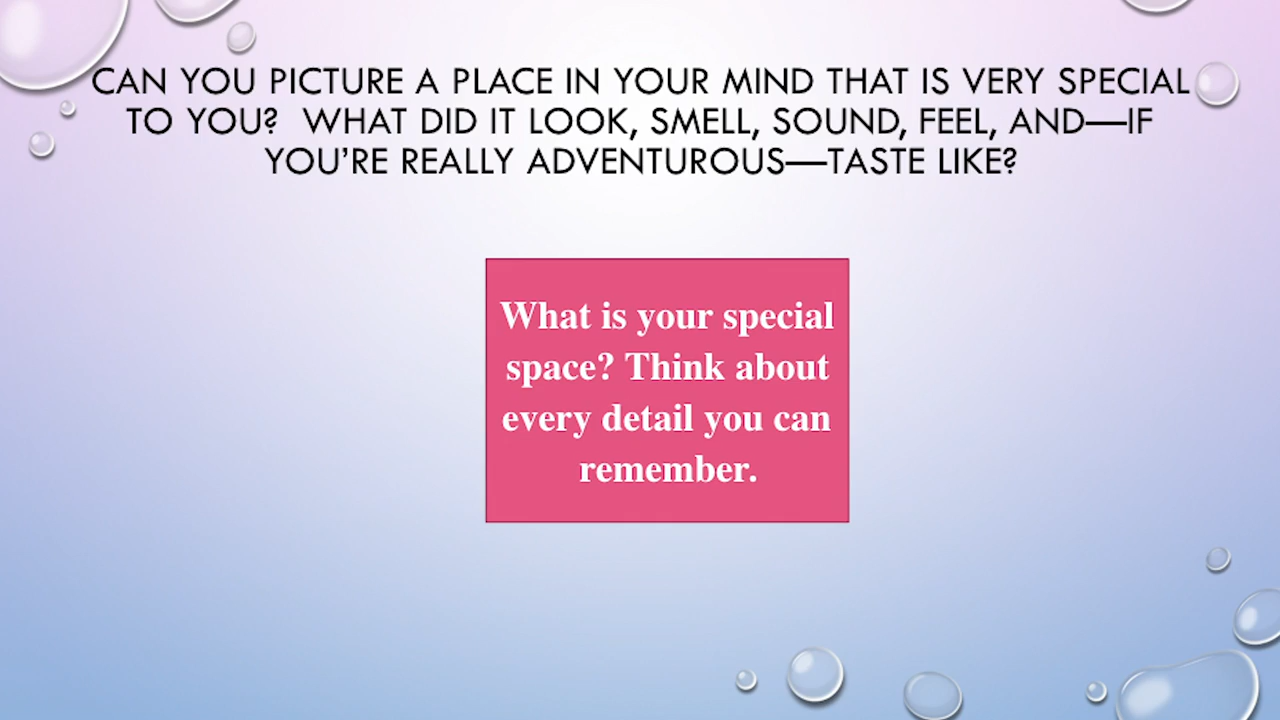 CAN YOU PICTURE A PLACE IN YOUR MIND THAT IS VERY SPECIAL
TO YOU?  WHAT DID IT LOOK, SMELL, SOUND, FEEL, AND—IF
YOU’RE REALLY ADVENTUROUS—TASTE LIKE?
What is your special
space? Think about
every detail you can
remember.